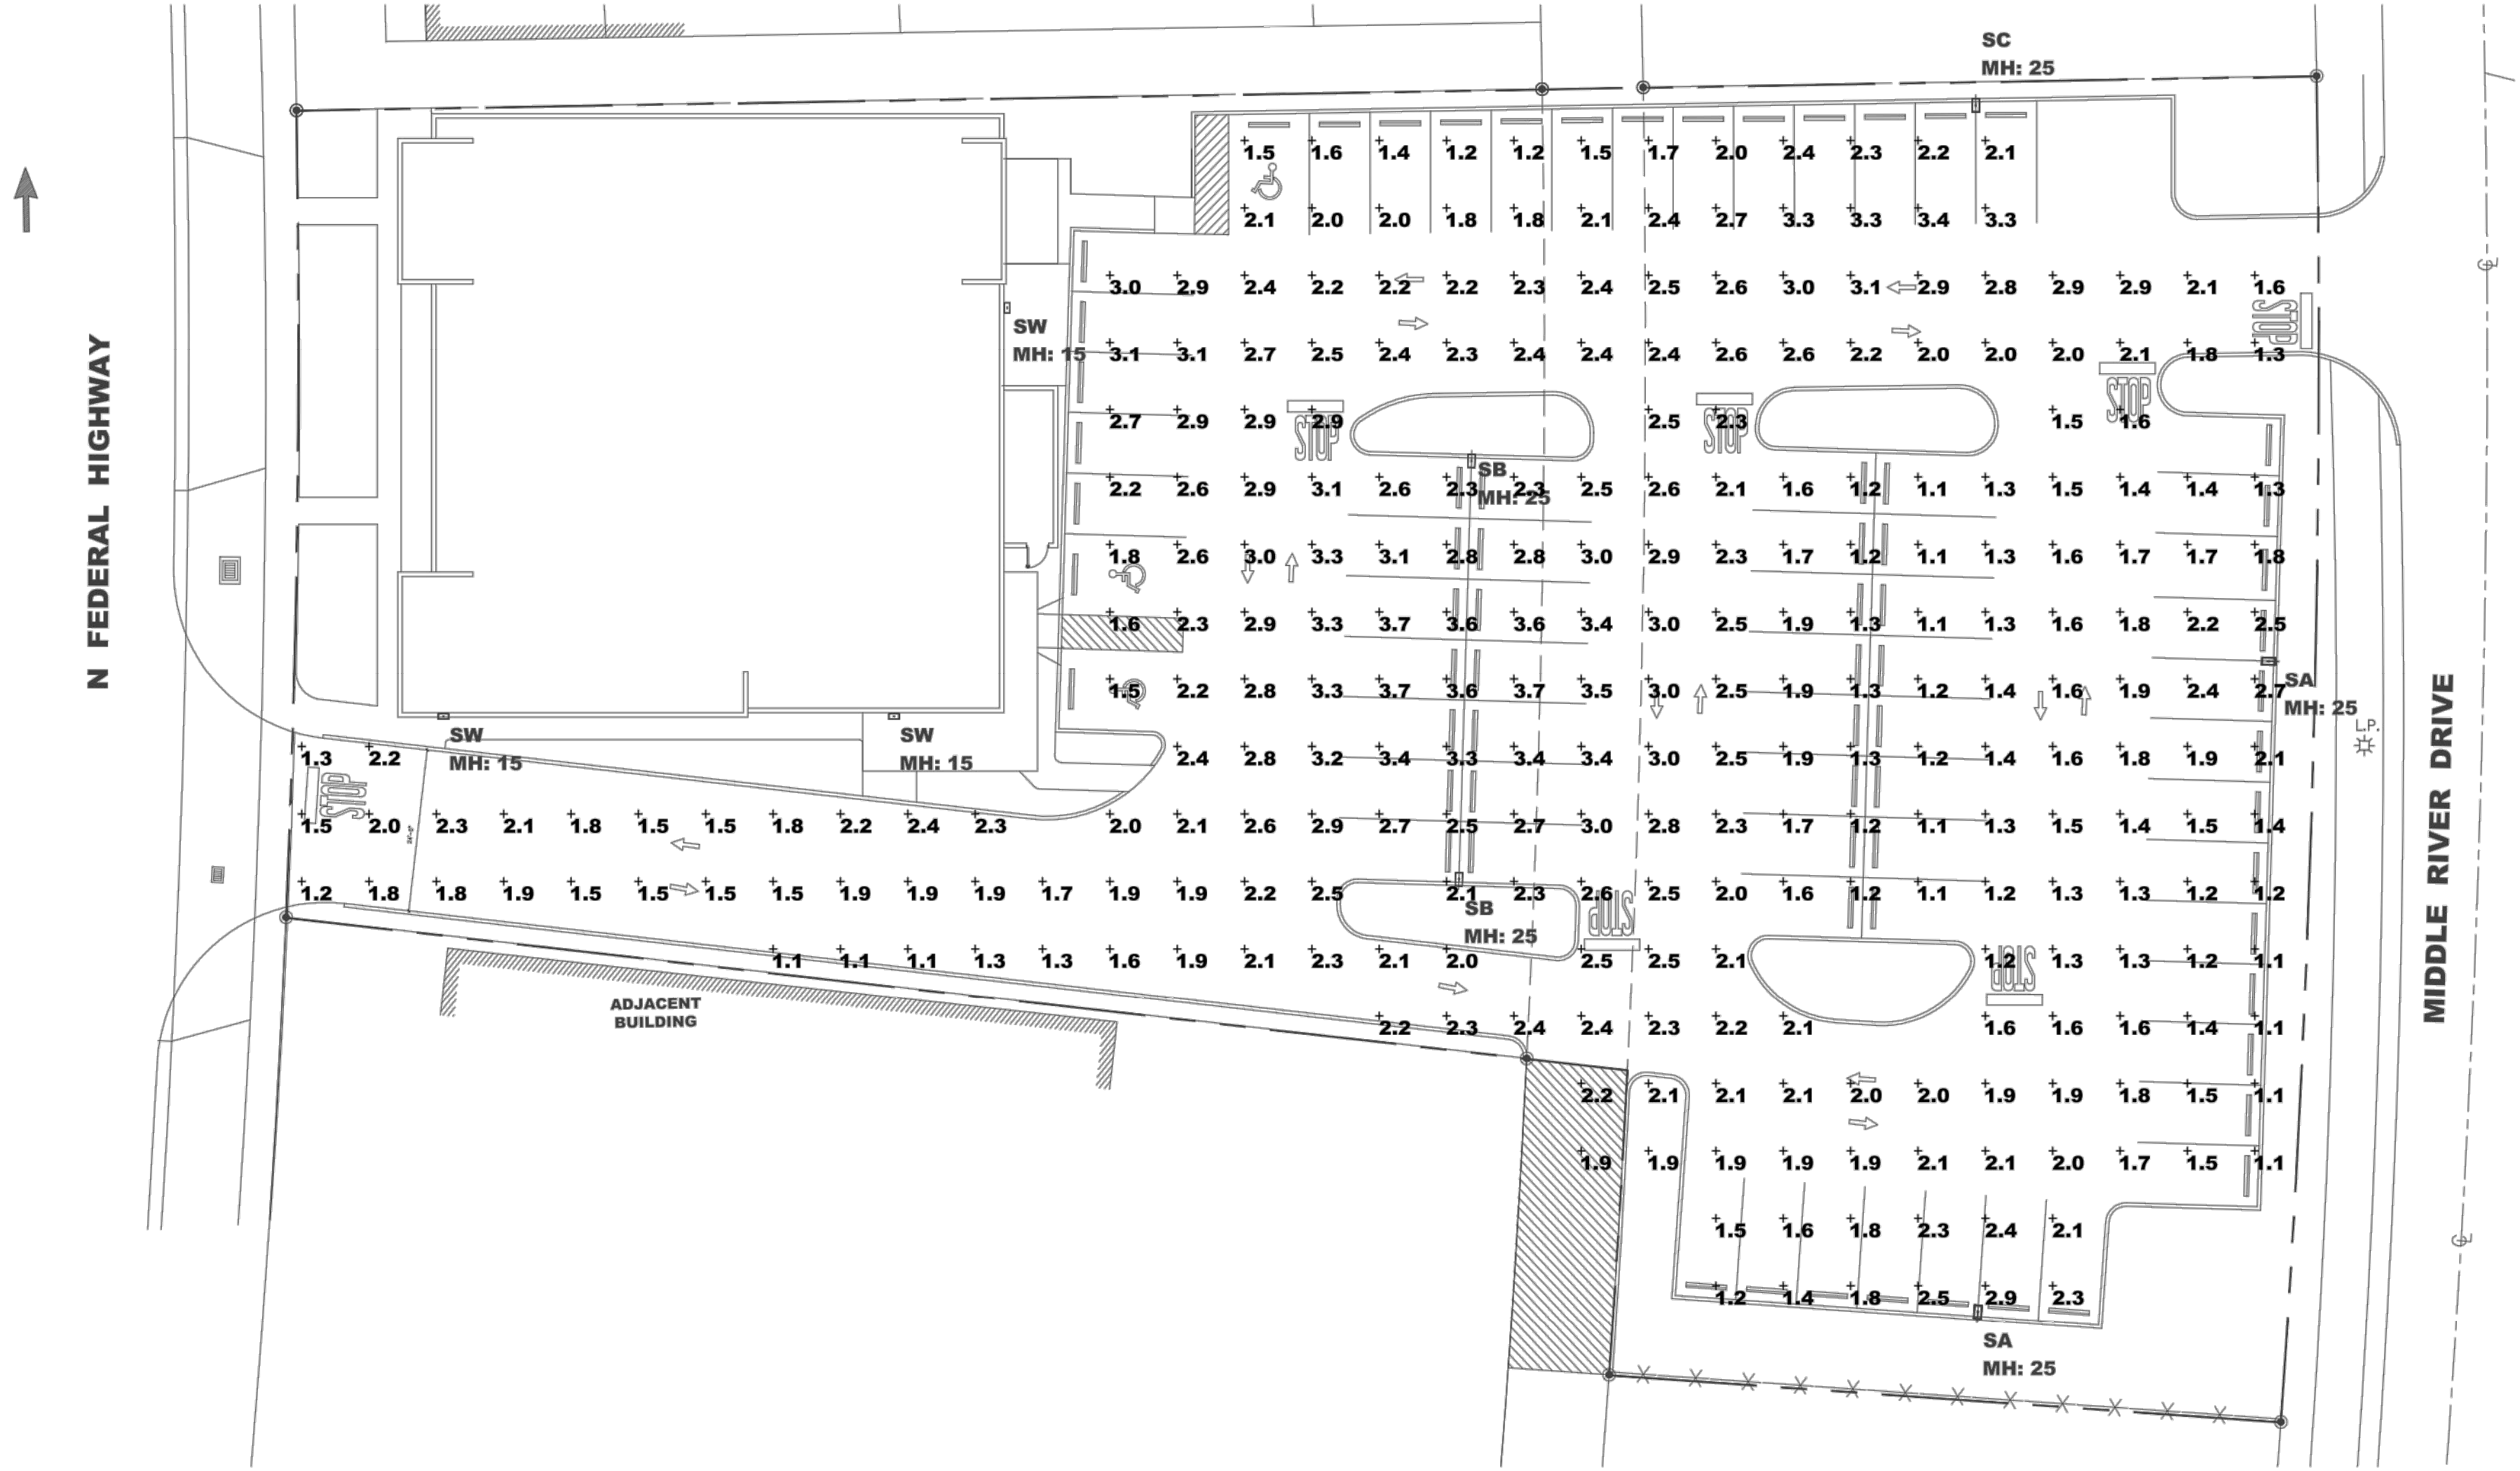 SC
MH: 25
1.5 1.6 1.4 1.2 1.2 1.5 1.7 2.0 2.4 2.3 2.2 2.1
2.1 2.0 2.0 1.8 1.8 2.1 2.4 2.7 3.3 3.3 3.4 3.3
3.0 2.9 2.4 2.2 2.2 2.2 2.3 2.4 2.5 2.6 3.0 3.1 2.9 2.8 2.9 2.9 2.1 1.6
STOP
SW
MH: 15
3.1 3.1 2.7 2.5 2.4 2.3 2.4 2.4 2.4 2.6 2.6 2.2 2.0 2.0 2.0 2.1 1.8 1.3
2.7 2.9 2.9 2.9 2.5 2.3 1.5 1.6
STOP
STOP
STOP
SB
MH: 25
2.2 2.6 2.9 3.1 2.6 2.3 2.3 2.5 2.6 2.1 1.6 1.2 1.1 1.3 1.5 1.4 1.4 1.3
1.8 2.6 3.0 3.3 3.1 2.8 2.8 3.0 2.9 2.3 1.7 1.2 1.1 1.3 1.6 1.7 1.7 1.8
1.6 2.3 2.9 3.3 3.7 3.6 3.6 3.4 3.0 2.5 1.9 1.3 1.1 1.3 1.6 1.8 2.2 2.5
1.5 2.2 2.8 3.3 3.7 3.6 3.7 3.5 3.0 2.5 1.9 1.3 1.2 1.4 1.6 1.9 2.4 2.7
SA
MH: 25
L.P.
N FEDERAL HIGHWAY
MIDDLE RIVER DRIVE
SW
MH: 15
SW
MH: 15
1.3 2.2 2.4 2.8 3.2 3.4 3.3 3.4 3.4 3.0 2.5 1.9 1.3 1.2 1.4 1.6 1.8 1.9 2.1
STOP
1.5 2.0 2.3 2.1 1.8 1.5 1.5 1.8 2.2 2.4 2.3 2.0 2.1 2.6 2.9 2.7 2.5 2.7 3.0 2.8 2.3 1.7 1.2 1.1 1.3 1.5 1.4 1.5 1.4
1.2 1.8 1.8 1.9 1.5 1.5 1.5 1.5 1.9 1.9 1.9 1.7 1.9 1.9 2.2 2.5 2.1 2.3 2.6 2.5 2.0 1.6 1.2 1.1 1.2 1.3 1.3 1.2 1.2
SB
MH: 25
STOP
1.1 1.1 1.1 1.3 1.3 1.6 1.9 2.1 2.3 2.1 2.0 2.5 2.5 2.1 1.2 1.3 1.3 1.2 1.1
STOP
ADJACENT
BUILDING
2.2 2.3 2.4 2.4 2.3 2.2 2.1 1.6 1.6 1.6 1.4 1.1
2.2 2.1 2.1 2.1 2.0 2.0 1.9 1.9 1.8 1.5 1.1
1.9 1.9 1.9 1.9 1.9 2.1 2.1 2.0 1.7 1.5 1.1
1.5 1.6 1.8 2.3 2.4 2.1
1.2 1.4 1.8 2.5 2.9 2.3
SA
MH: 25